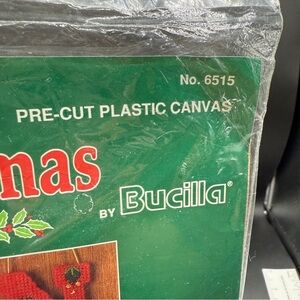 No. 6515
PRE-CUT PLASTIC CANVAS
mas
BY Bucilla®